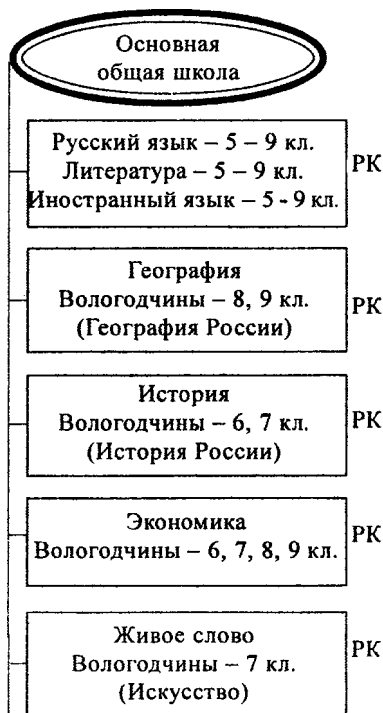 Основная
общая школа
Русский язык – 5 – 9 кл.
Литература – 5 – 9 кл.
Иностранный язык – 5 - 9 кл.
РК
География
Вологодчины – 8, 9 кл.
(География России)
РК
История
Вологодчины – 6, 7 кл.
(История России)
РК
Экономика
Вологодчины – 6, 7, 8, 9 кл.
РК
Живое слово
Вологодчины – 7 кл.
(Искусство)
РК